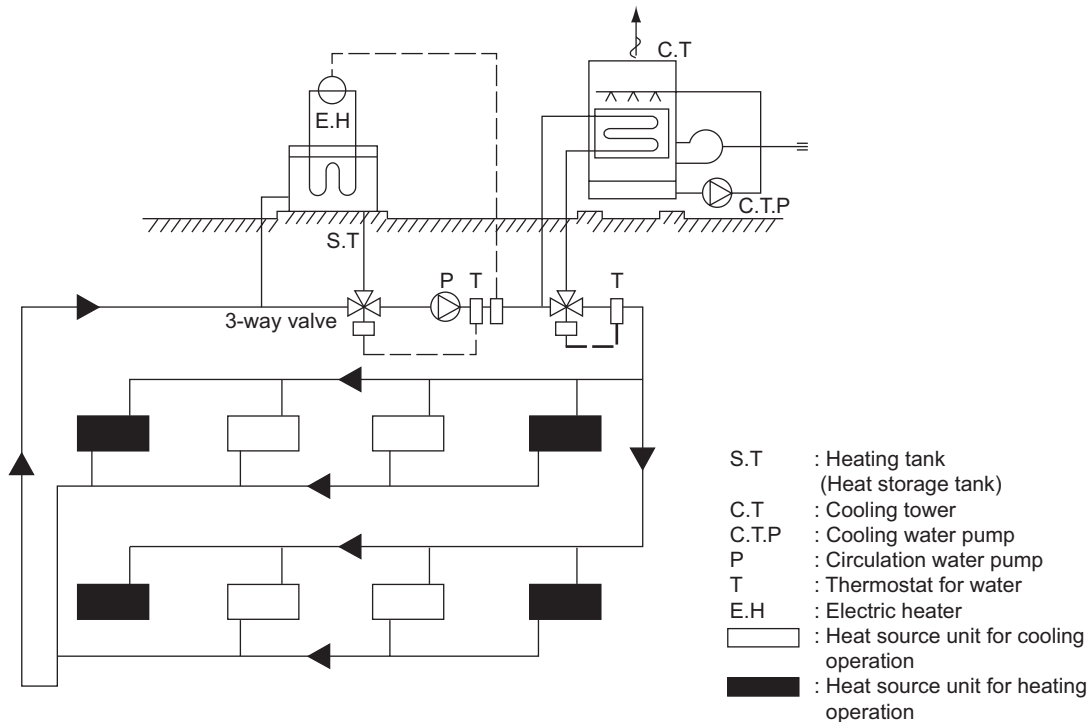 C.T
E.H
C.T.P
S.T
P
T
T
3-way valve
S.T : Heating tank
(Heat storage tank)
C.T : Cooling tower
C.T.P : Cooling water pump
P : Circulation water pump
T : Thermostat for water
E.H : Electric heater
: Heat source unit for cooling
operation
: Heat source unit for heating
operation